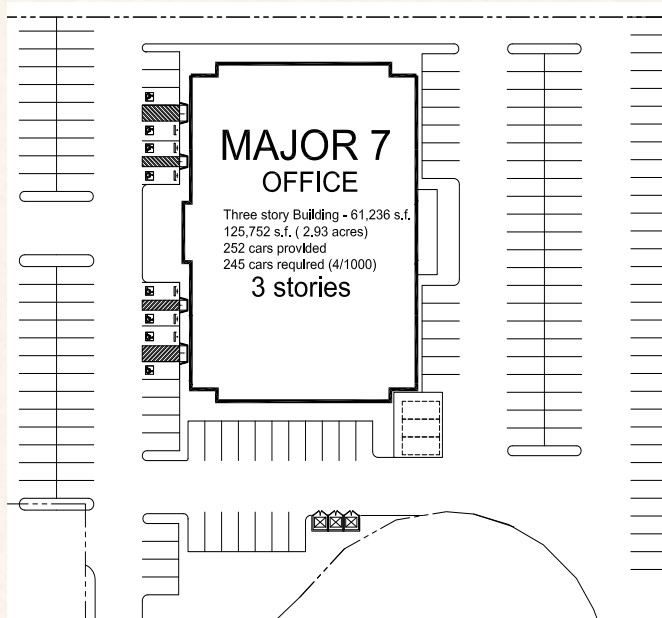 MAJOR 7
OFFICE
Three story Building - 61,236 s.f.
125,752 s.f. ( 2.93 acres)
252 cars provided
245 cars required (4/1000)
3 stories